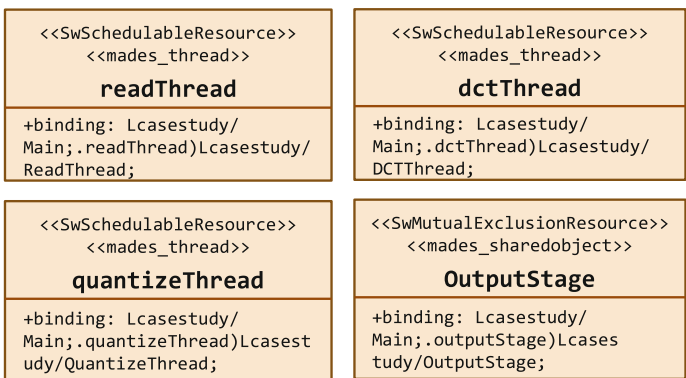 <<SwSchedulableResource>>
<<mades_thread>>
readThread
+binding: Lcasestudy/
Main;.readThread)Lcasestudy/
ReadThread;
<<SwSchedulableResource>>
<<mades_thread>>
dctThread
+binding: Lcasestudy/
Main;.dctThread)Lcasestudy/
DCTThread;
<<SwSchedulableResource>>
<<mades_thread>>
quantizeThread
+binding: Lcasestudy/
Main;.quantizeThread)Lcasest
udy/QuantizeThread;
<<SwMutualExclusionResource>>
<<mades_sharedobject>>
OutputStage
+binding: Lcasestudy/
Main;.outputStage)Lcases
tudy/OutputStage;